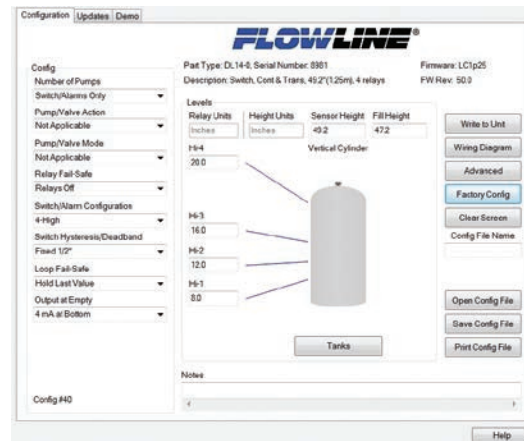 Configuration Updates Demo
FLOWLINE®
Config
Number of Pumps
Switch/Alarms Only
Pump/Valve Action
Not Applicable
Pump/Valve Mode
Not Applicable
Relay Fail-Safe
Relays Off
Switch/Alarm Configuration
4-High
Switch Hysteresis/Deadband
Fixed 1/2"
Loop Fail-Safe
Hold Last Value
Output at Empty
4 mA at Bottom
Config #40
Part Type: DL14-0, Serial Number: 8981
Firmware: LC1p25
Description: Switch, Cont & Trans, 49.2"(1.25m), 4 relays
FW Rev: 50.0
Levels
Relay Units Height Units Sensor Height Fill Height
Inches Inches 49.2 47.2
Vertical Cylinder
Hi-4
20.0
Hi-3
16.0
Hi-2
12.0
Hi-1
8.0
Tanks
Notes
Write to Unit
Wiring Diagram
Advanced
Factory Config
Clear Screen
Config File Name
Open Config File
Save Config File
Print Config File
Help